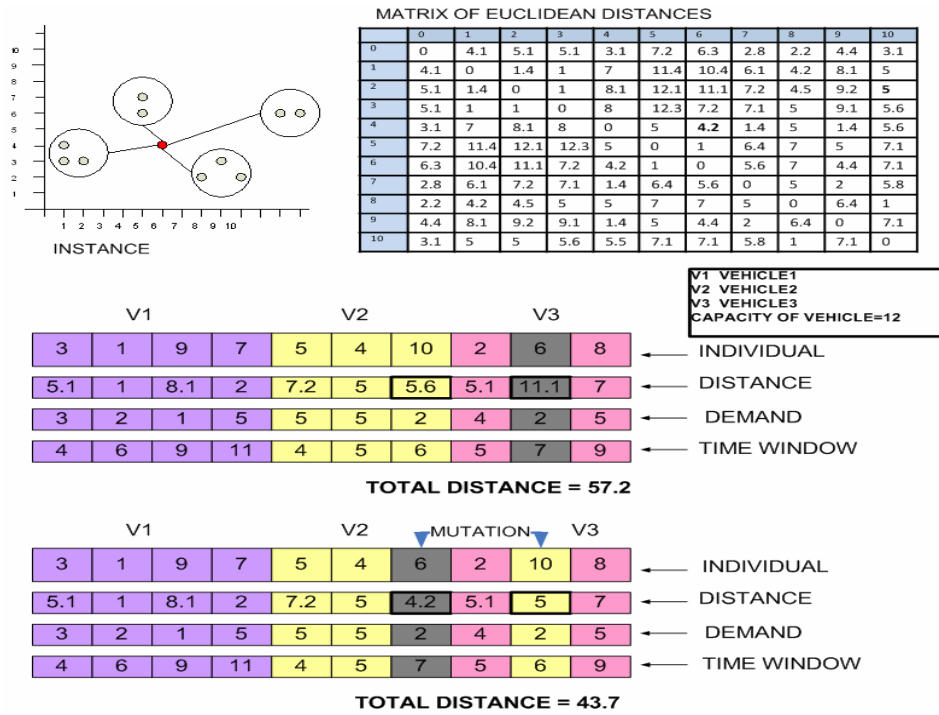 MATRIX OF EUCLIDEAN DISTANCES
0 1 2 3 4 5 6 7 8 9 10
0 0 4.1 5.1 5.1 3.1 7.2 6.3 2.8 2.2 4.4 3.1
1 4.1 0 1.4 1 7 11.4 10.4 6.1 4.2 8.1 5
2 5.1 1.4 0 1 8.1 12.1 11.1 7.2 4.5 9.2 5
3 5.1 1 1 0 8 12.3 7.2 7.1 5 9.1 5.6
4 3.1 7 8.1 8 0 5 4.2 1.4 5 1.4 5.6
5 7.2 11.4 12.1 12.3 5 0 1 6.4 7 5 7.1
6 6.3 10.4 11.1 7.2 4.2 1 0 5.6 7 4.4 7.1
7 2.8 6.1 7.2 7.1 1.4 6.4 5.6 0 5 2 5.8
8 2.2 4.2 4.5 5 5 7 7 5 0 6.4 1
9 4.4 8.1 9.2 9.1 1.4 5 4.4 2 6.4 0 7.1
10 3.1 5 5 5.6 5.5 7.1 7.1 5.8 1 7.1 0
10
9
8
7
6
5
4
3
2
1
1 2 3 4 5 6 7 8 9 10
INSTANCE
V1 VEHICLE1
V2 VEHICLE2
V3 VEHICLE3
CAPACITY OF VEHICLE=12
V1 V2 V3
3 1 9 7 5 4 10 2 6 8 INDIVIDUAL
5.1 1 8.1 2 7.2 5 5.6 5.1 11.1 7 DISTANCE
3 2 1 5 5 5 2 4 2 5 DEMAND
4 6 9 11 4 5 6 5 7 9 TIME WINDOW
TOTAL DISTANCE = 57.2
V1 V2 MUTATION V3
3 1 9 7 5 4 6 2 10 8 INDIVIDUAL
5.1 1 8.1 2 7.2 5 4.2 5.1 5 7 DISTANCE
3 2 1 5 5 5 2 4 2 5 DEMAND
4 6 9 11 4 5 7 5 6 9 TIME WINDOW
TOTAL DISTANCE = 43.7